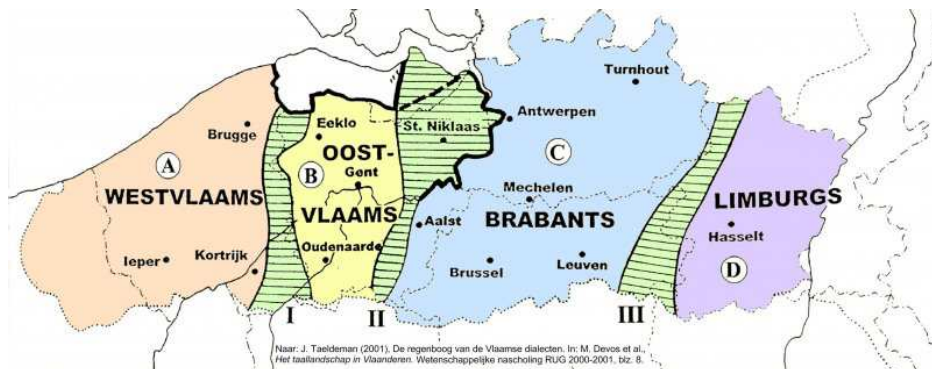 Turnhout
Antwerpen
St. Niklaas
Eeklo
Brugge
OOST-
A
B
C
Gent
Mechelen
WESTVLAAMS
VLAAMS
BRABANTS
LIMBURGS
Aalst
Hasselt
Oudenaarde
Ieper
Kortrijk
Brussel
Leuven
D
I
II
III
Naar: J. Taeldeman (2001), De regenboog van de Vlaamse dialecten. In: M. Devos et al.,
Het taallandschap in Vlaanderen. Wetenschappelijke nascholing RUG 2000-2001, blz. 8.